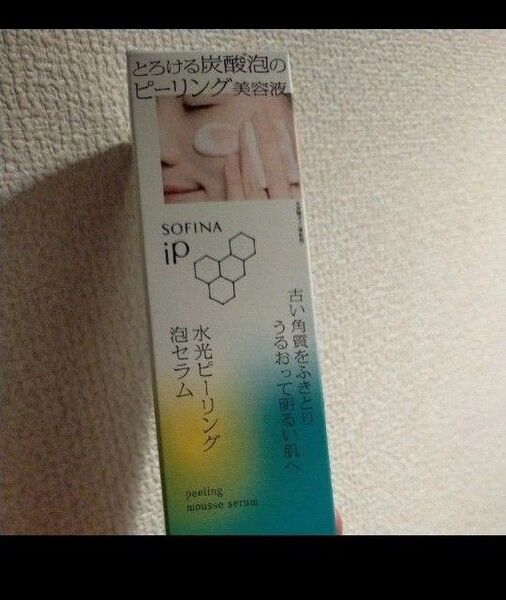 とろける炭酸泡の
ピーリング美容液
SOFINA
iP
古い角質をふきとり
うるおって明るい肌へ
水光ピーリング
泡セラム
peeling
mousse serum